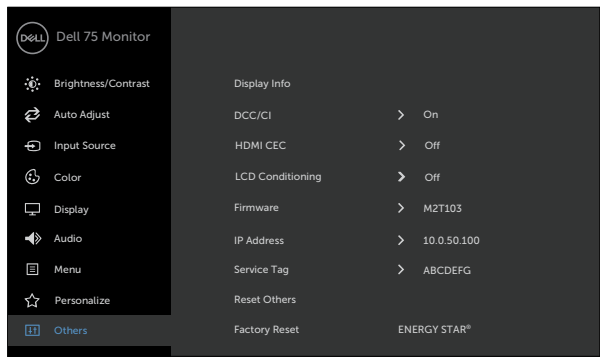 DELL Dell 75 Monitor
Brightness/Contrast Display Info
Auto Adjust DCC/CI > On
Input Source HDMI CEC > Off
Color LCD Conditioning > Off
Display Firmware > M2T103
Audio IP Address > 10.0.50.100
Menu Service Tag > ABCDEFG
Personalize Reset Others
Others Factory Reset ENERGY STAR®